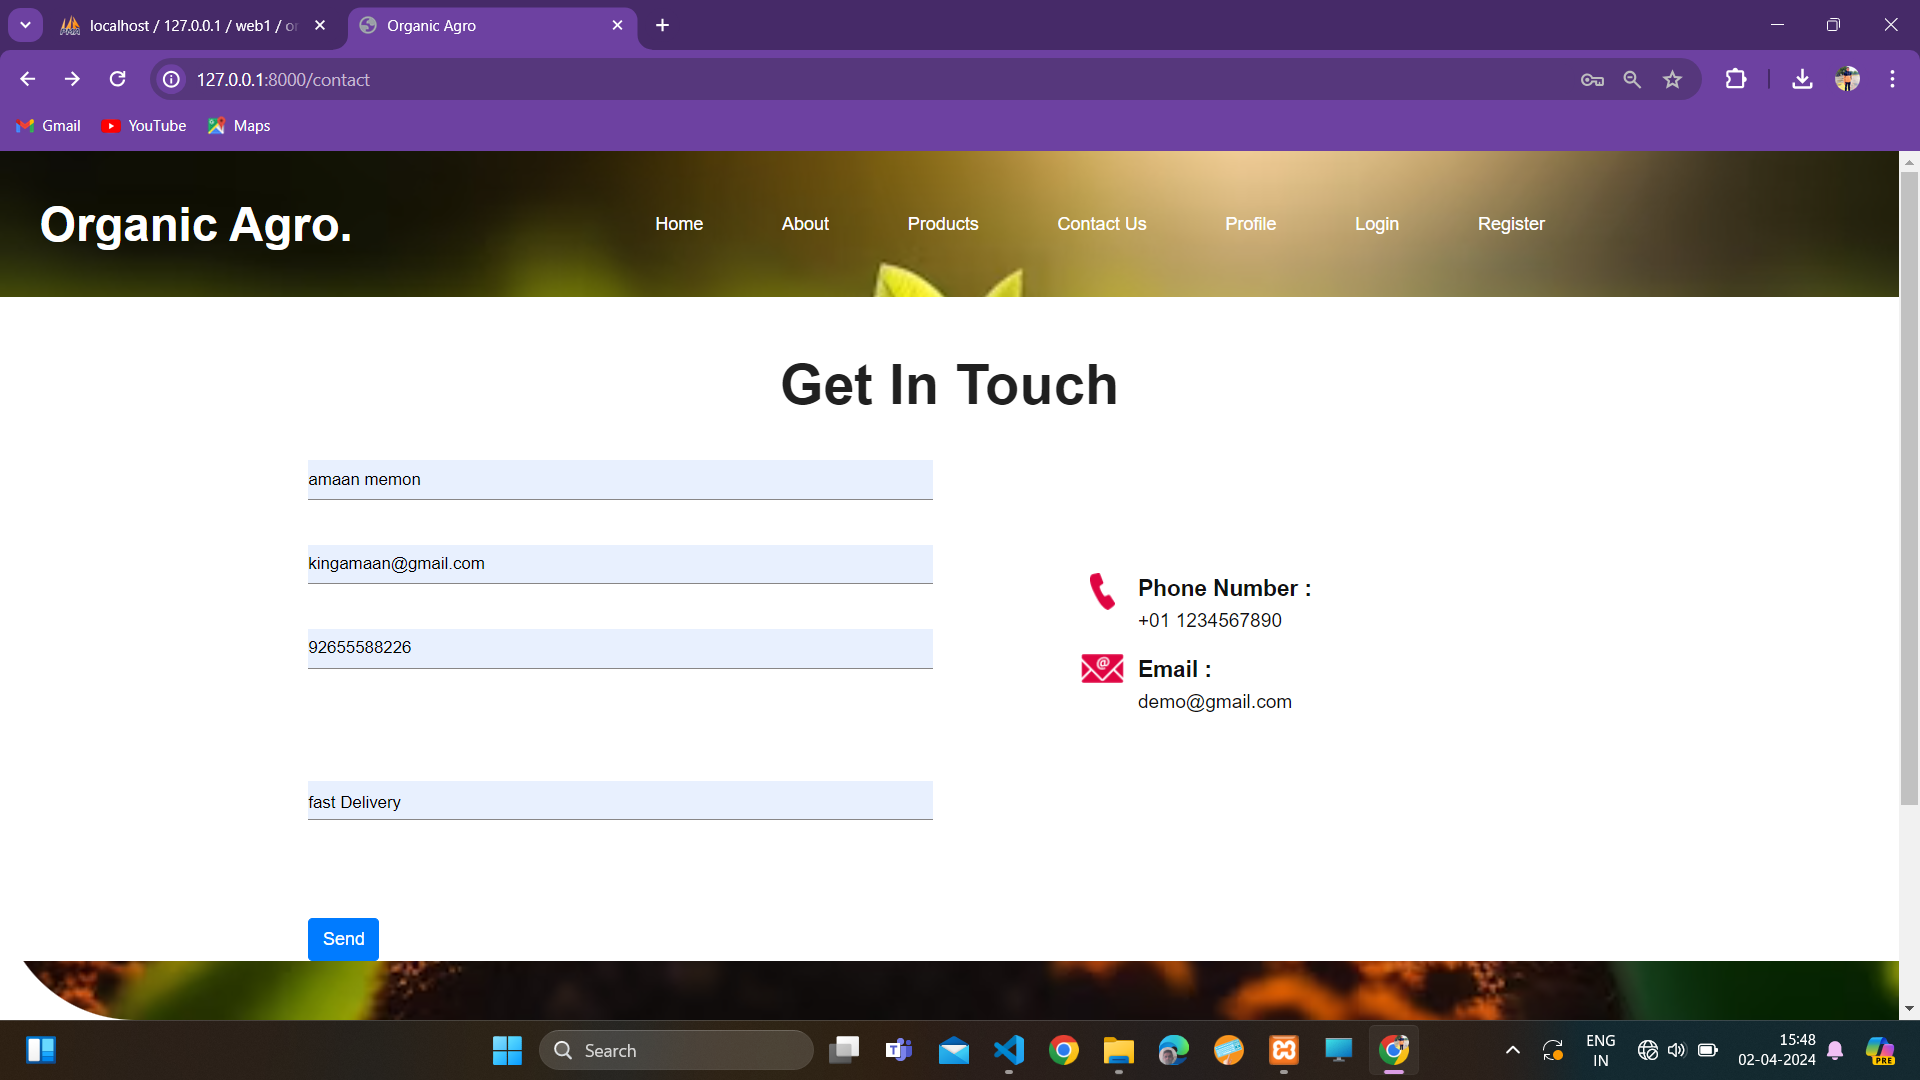 localhost / 127.0.0.1 / web1 / or
Organic Agro
127.0.0.1:8000/contact
Gmail
YouTube
Maps
Organic Agro.
Home
About
Products
Contact Us
Profile
Login
Register
Get In Touch
amaan memon
kingamaan@gmail.com
92655588226
fast Delivery
Send
Phone Number :
+01 1234567890
Email :
demo@gmail.com
Search
ENG
IN
15:48
02-04-2024
PRE